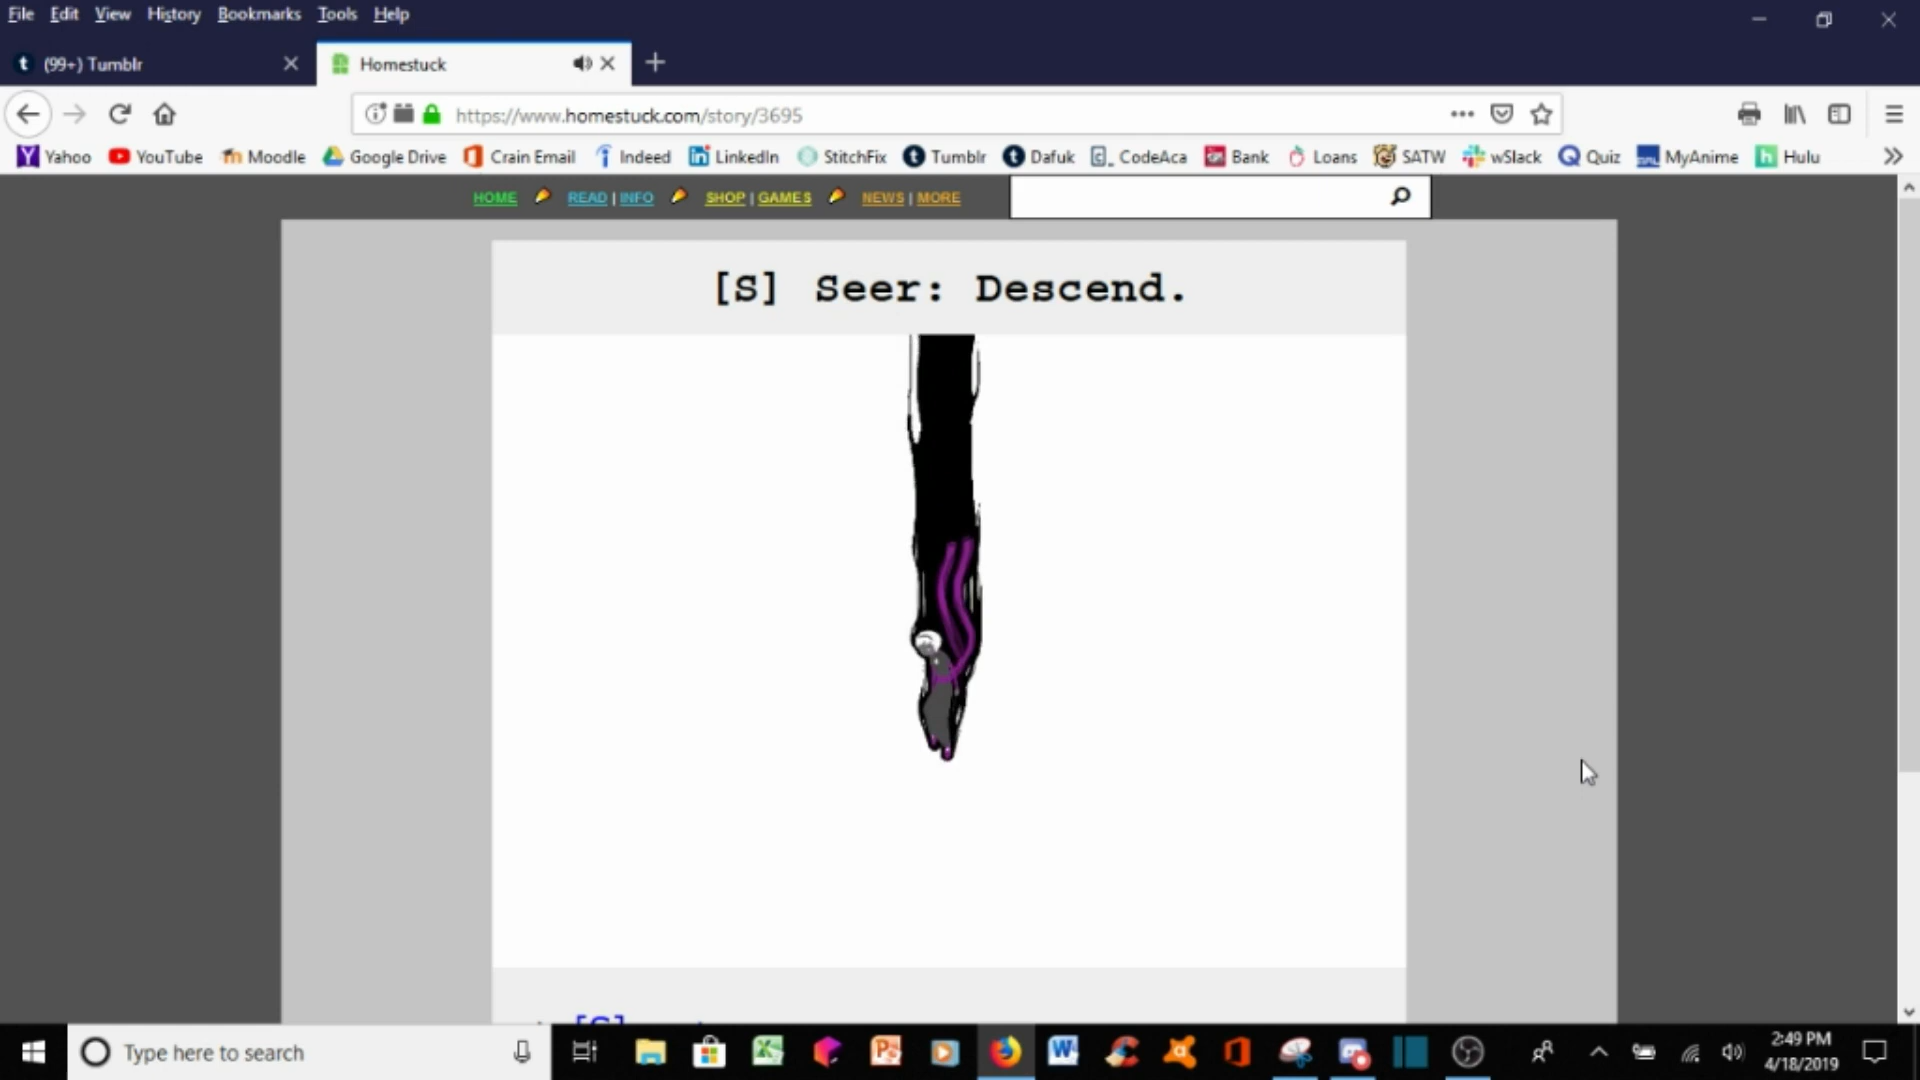 File Edit View History Bookmarks Tools Help
(99+) Tumblr
Homestuck
https://www.homestuck.com/story/3695
Yahoo YouTube Moodle Google Drive Crain Email Indeed LinkedIn StitchFix Tumblr Dafuk CodeAca Bank Loans SATW wSlack Quiz MyAnime Hulu
HOME READ | INFO SHOP | GAMES NEWS | MORE
[S] Seer: Descend.
[S]
Type here to search
2:49 PM
4/18/2019